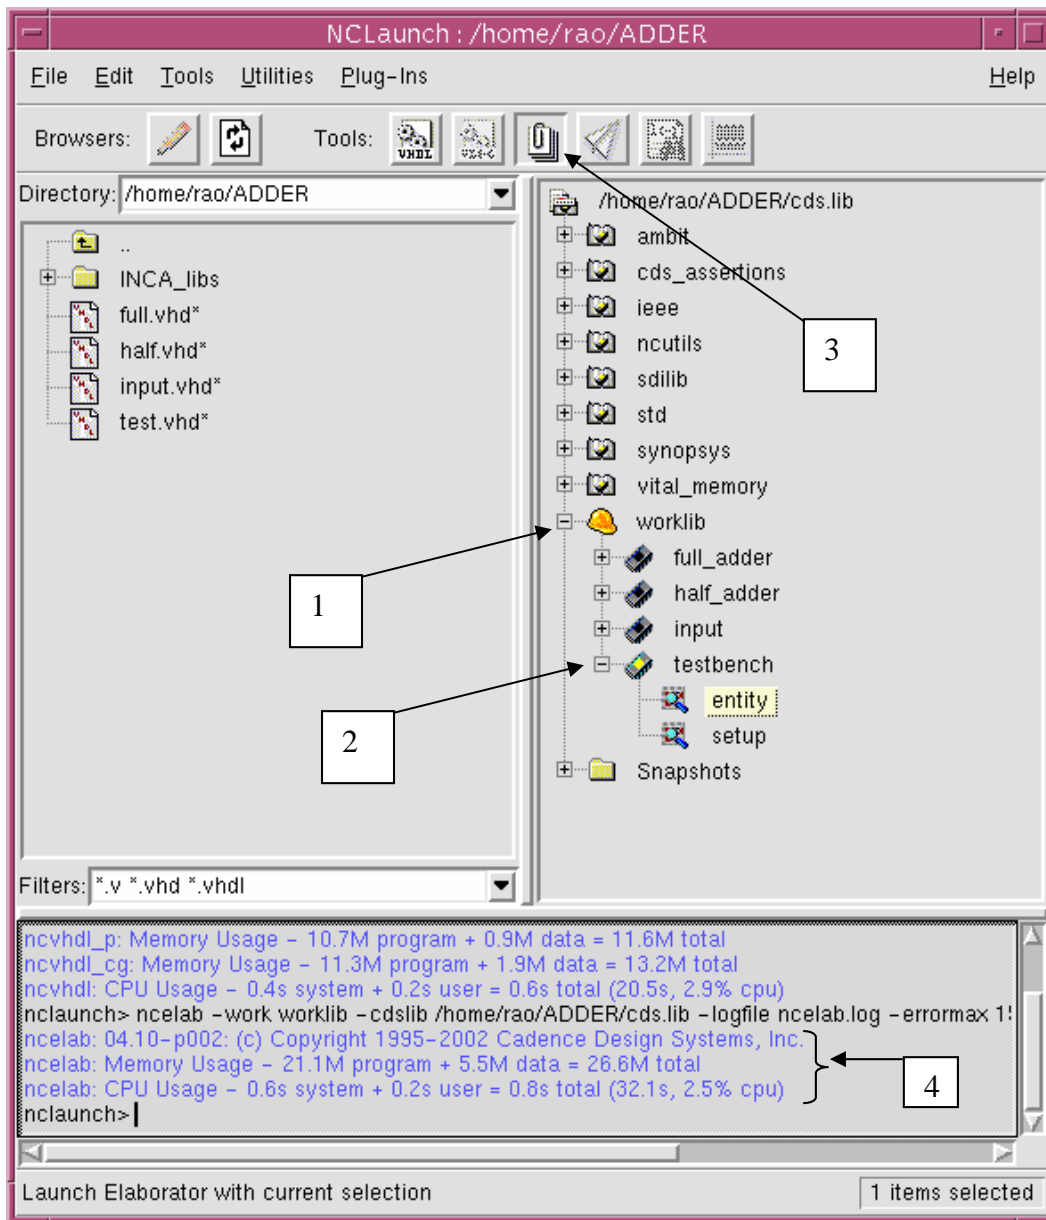 NCLaunch : /home/rao/ADDER
File Edit Tools Utilities Plug-Ins Help
Browsers: Tools: VHDL
Directory: /home/rao/ADDER
..
INCA_libs
full.vhd*
half.vhd*
input.vhd*
test.vhd*
Filters: *.v *.vhd *.vhdl
/home/rao/ADDER/cds.lib
ambit
cds_assertions
ieee
ncutils
sdilib
std
synopsys
vital_memory
worklib
full_adder
half_adder
input
testbench
entity
setup
Snapshots
3
1
2
ncvhdl_p: Memory Usage - 10.7M program + 0.9M data = 11.6M total
ncvhdl_cg: Memory Usage - 11.3M program + 1.9M data = 13.2M total
ncvhdl: CPU Usage - 0.4s system + 0.2s user = 0.6s total (20.5s, 2.9% cpu)
nclaunch> ncelab -work worklib -cdslib /home/rao/ADDER/cds.lib -logfile ncelab.log -errormax
ncelab: 04.10-p002: (c) Copyright 1995-2002 Cadence Design Systems, Inc.
ncelab: Memory Usage - 21.1M program + 5.5M data = 26.6M total
ncelab: CPU Usage - 0.6s system + 0.2s user = 0.8s total (32.1s, 2.5% cpu)
nclaunch>
4
Launch Elaborator with current selection
1 items selected